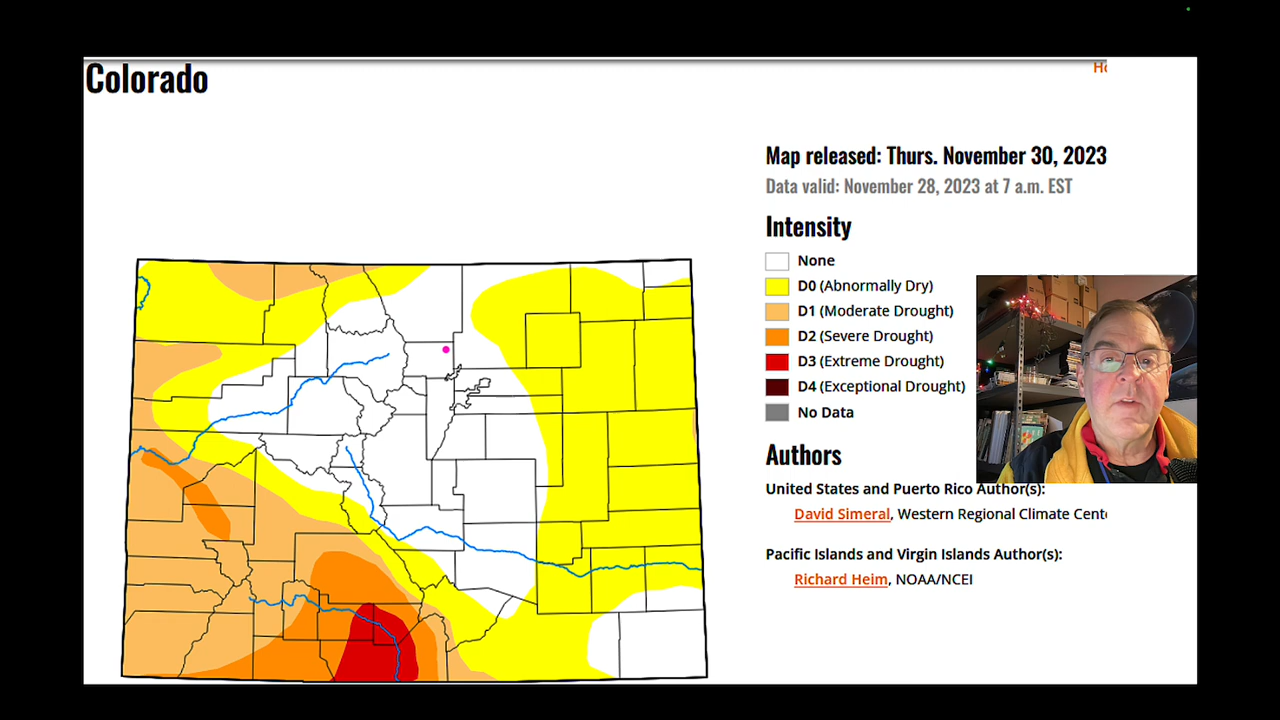 Colorado
Map released: Thurs. November 30, 2023
Data valid: November 28, 2023 at 7 a.m. EST
Intensity
None
D0 (Abnormally Dry)
D1 (Moderate Drought)
D2 (Severe Drought)
D3 (Extreme Drought)
D4 (Exceptional Drought)
No Data
Authors
United States and Puerto Rico Author(s):
David Simeral, Western Regional Climate
Pacific Islands and Virgin Islands Author(s):
Richard Heim, NOAA/NCEI